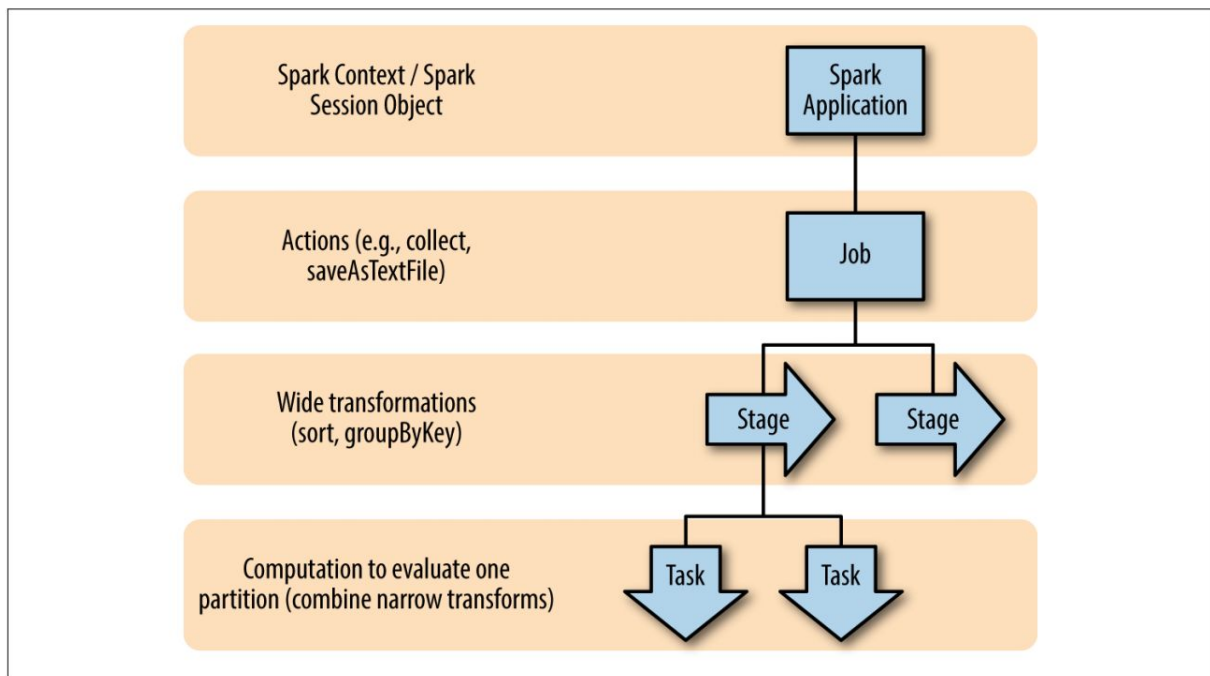 Spark Context / Spark
Session Object
Spark
Application
Actions (e.g., collect,
saveAsTextFile)
Job
Wide transformations
(sort, groupByKey)
Stage
Stage
Computation to evaluate one
partition (combine narrow transforms)
Task
Task